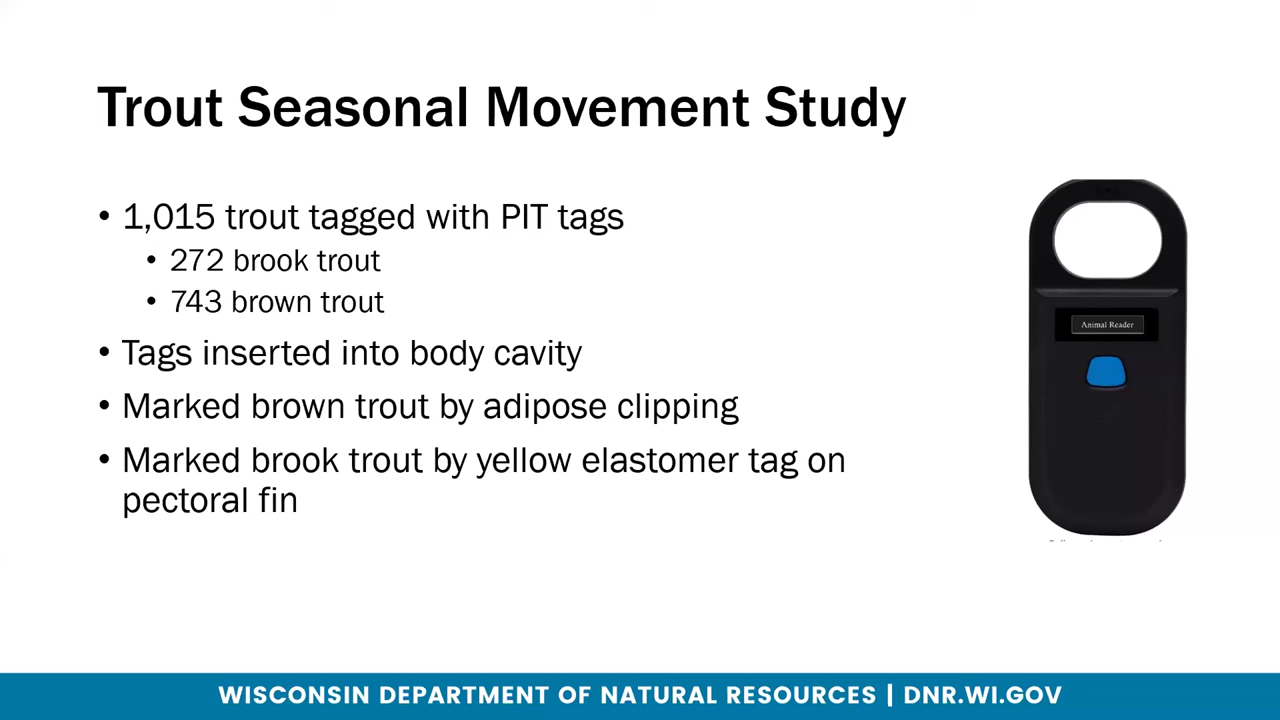 Trout Seasonal Movement Study
• 1,015 trout tagged with PIT tags
• 272 brook trout
• 743 brown trout
• Tags inserted into body cavity
• Marked brown trout by adipose clipping
• Marked brook trout by yellow elastomer tag on
pectoral fin
Animal Reader
WISCONSIN DEPARTMENT OF NATURAL RESOURCES | DNR.WI.GOV